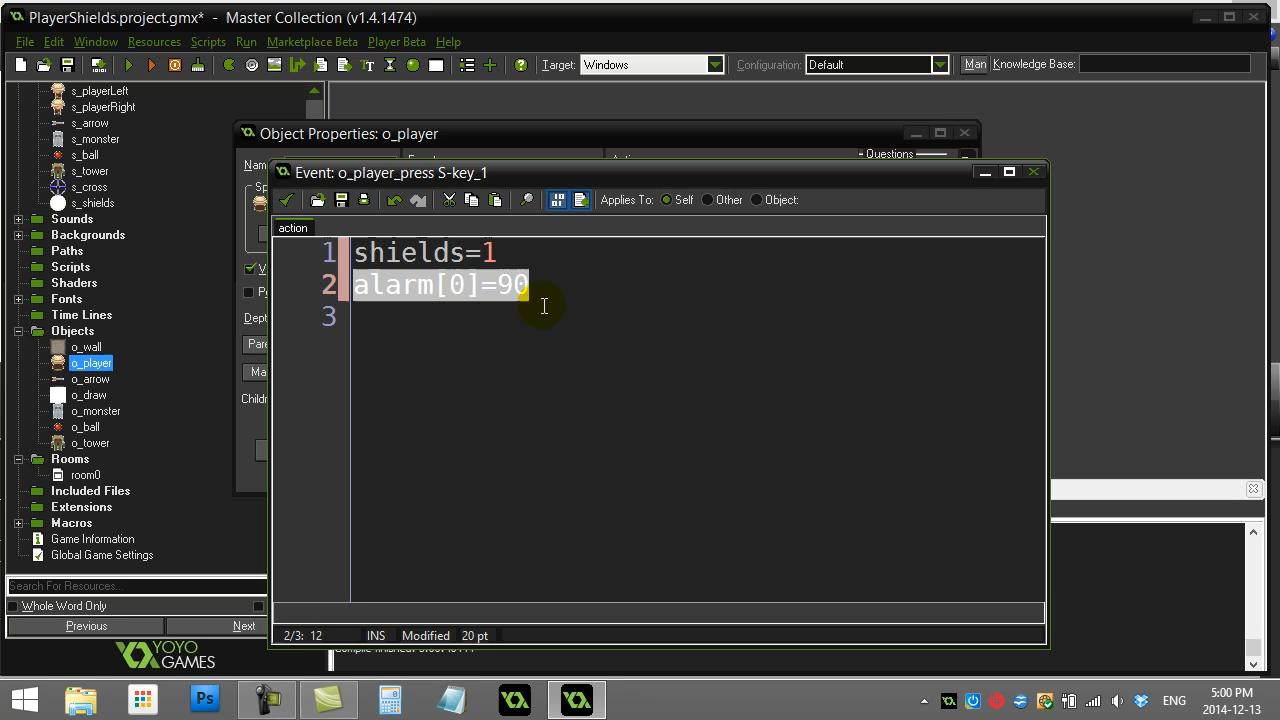 PlayerShields.project.gmx* - Master Collection (v1.4.1474)
File Edit Window Resources Scripts Run Marketplace Beta Player Beta Help
Target: Windows Configuration: Default Man Knowledge Base:
s_playerLeft
s_playerRight
s_arrow
s_monster
s_ball
s_tower
s_cross
s_shields
Sounds
Backgrounds
Paths
Scripts
Shaders
Fonts
Time Lines
Objects
o_wall
o_player
o_arrow
o_draw
o_monster
o_ball
o_tower
Rooms
room0
Included Files
Extensions
Macros
Game Information
Global Game Settings
Search For Resources...
Whole Word Only
Previous Next
YOYO
GAMES
Object Properties: o_player
Questions
Event: o_player_press S-key_1
Applies To: Self Other Object:
action
1 shields=1
2 alarm[0]=90
3
2/3: 12 INS Modified 20 pt
Ps
ENG
5:00 PM
2014-12-13